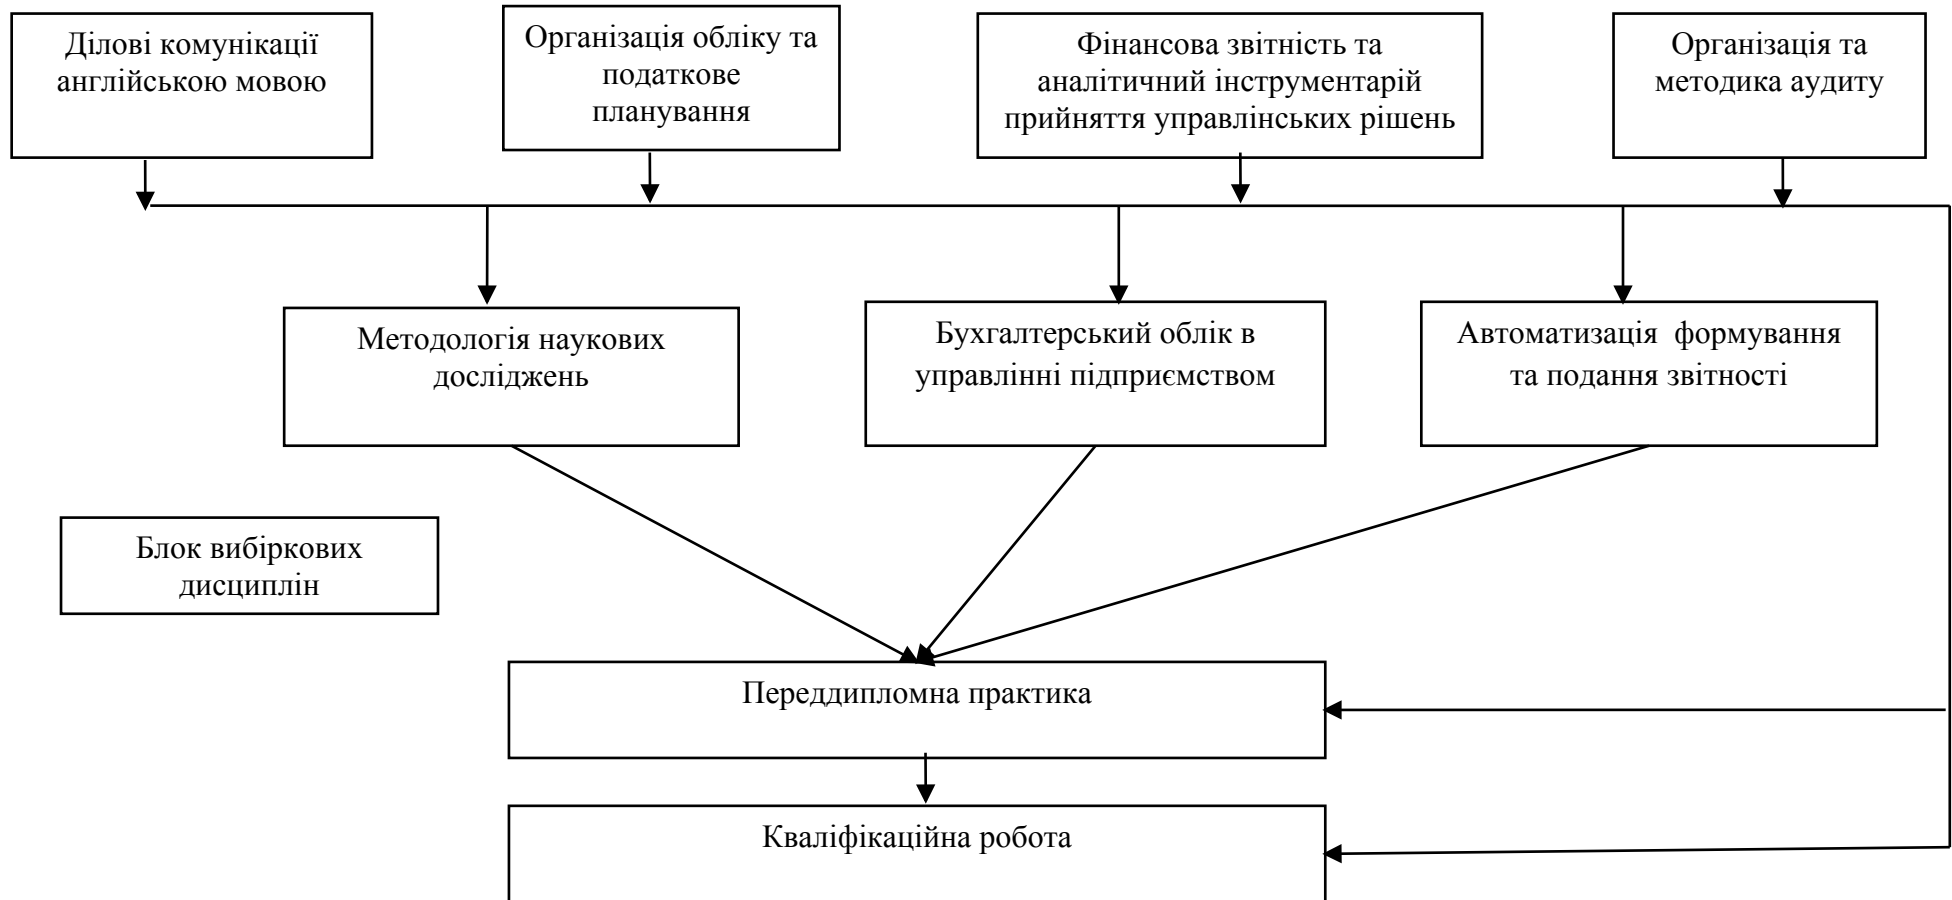 Ділові комунікації
англійською мовою
Організація обліку та
податкове
планування
Фінансова звітність та
аналітичний інструментарій
прийняття управлінських рішень
Організація та
методика аудиту
Методологія наукових
досліджень
Бухгалтерський облік в
управлінні підприємством
Автоматизація формування
та подання звітності
Блок вибіркових
дисциплін
Переддипломна практика
Кваліфікаційна робота